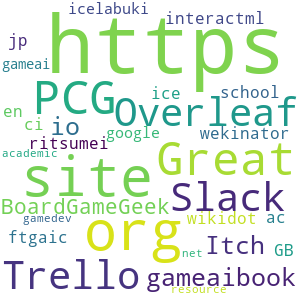 icelabuki
jp https interactml
gameai
PCG ice school
Overleaf
en io wekinator
ci google
ritsumei Great
academic
site Slack
BoardGameGeek
gamedev org wikidot ac
ftgaic Itch GB
net
Trello gameaibook
resource